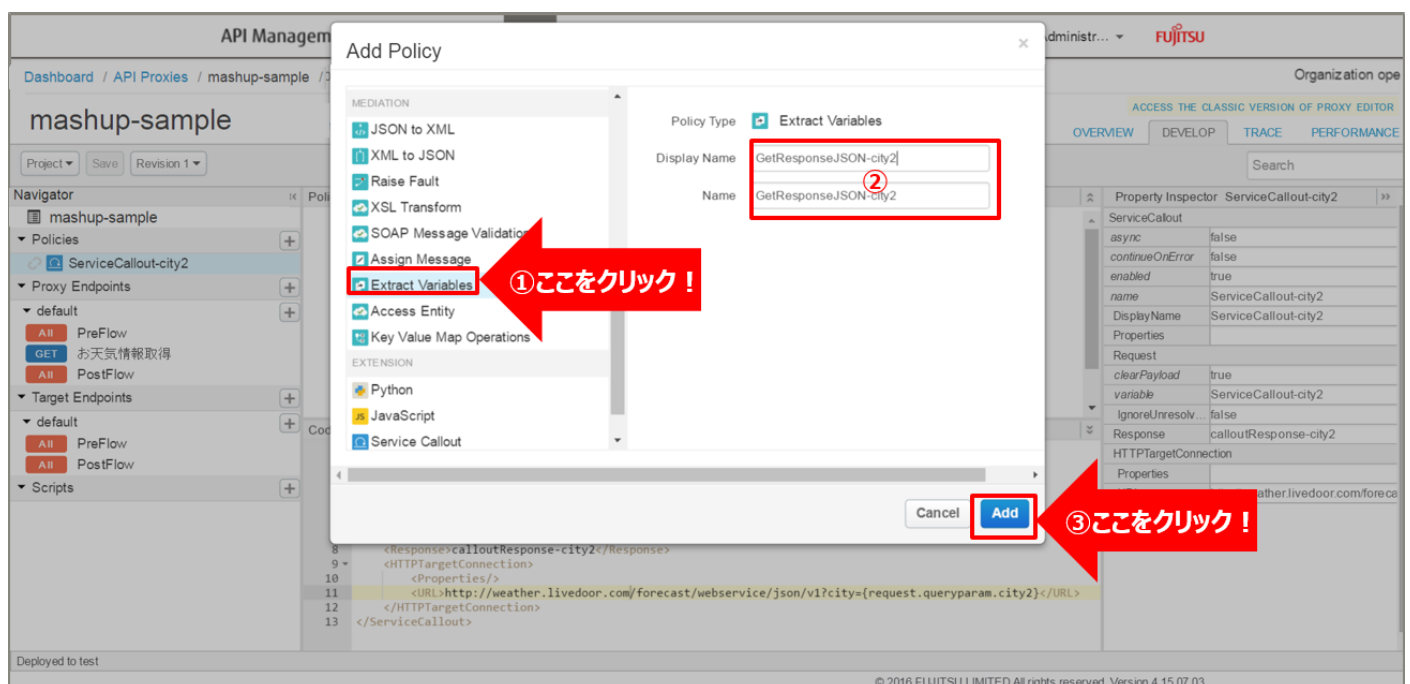 API Managem
Administr...
FUJITSU
Dashboard / API Proxies / mashup-sample /
Organization ope
mashup-sample
ACCESS THE CLASSIC VERSION OF PROXY EDITOR
OVERVIEW DEVELOP TRACE PERFORMANCE
Project Save Revision 1
Search
Navigator
mashup-sample
Policies
ServiceCallout-city2
Proxy Endpoints
default
All PreFlow
GET お天気情報取得
All PostFlow
Target Endpoints
default
All PreFlow
All PostFlow
Scripts
Poli
Cod
Add Policy
×
MEDIATION
JSON to XML
XML to JSON
Raise Fault
XSL Transform
SOAP Message Validation
Assign Message
Extract Variables
Access Entity
Key Value Map Operations
EXTENSION
Python
JavaScript
Service Callout
①ここをクリック！
Policy Type Extract Variables
Display Name GetResponseJSON-city2
②
Name GetResponseJSON-city2
Cancel Add
③ここをクリック！
Property Inspector ServiceCallout-city2
ServiceCallout
async false
continueOnError false
enabled true
name ServiceCallout-city2
DisplayName ServiceCallout-city2
Properties
Request
clearPayload true
variable ServiceCallout-city2
IgnoreUnresolv... false
Response calloutResponse-city2
HTTPTargetConnection
Properties
ather.livedoor.com/foreca
8 <Response>calloutResponse-city2</Response>
9 <HTTPTargetConnection>
10 <Properties/>
11 <URL>http://weather.livedoor.com/forecast/webservice/json/v1?city={request.queryparam.city2}</URL>
12 </HTTPTargetConnection>
13 </ServiceCallout>
Deployed to test
© 2016 FUJITSU LIMITED All rights reserved. Version 4.15.07.03